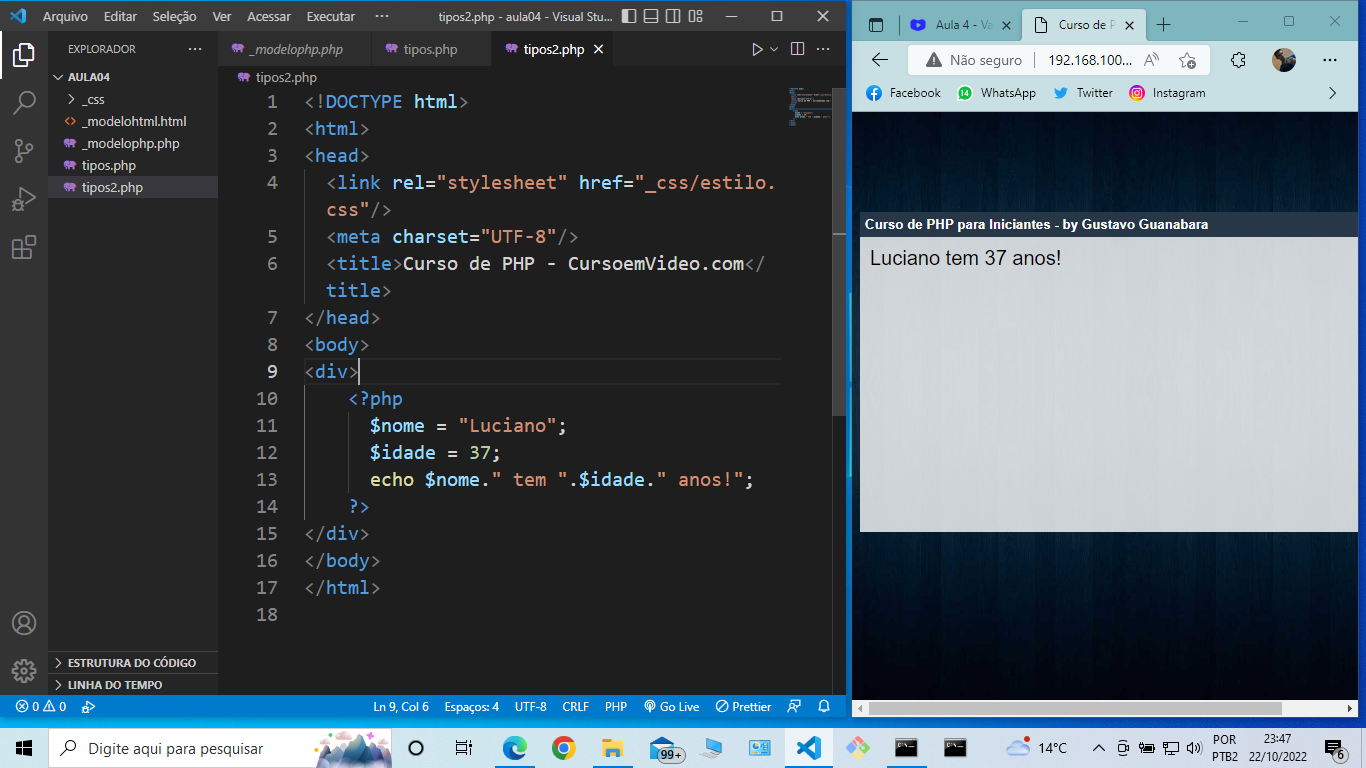 Arquivo Editar Seleção Ver Acessar Executar ··· tipos2.php - aula04 - Visual Stu...
EXPLORADOR ···
AULA04
_css
_modelohtml.html
_modelophp.php
tipos.php
tipos2.php
ESTRUTURA DO CÓDIGO
LINHA DO TEMPO
_modelophp.php tipos.php tipos2.php
tipos2.php
1 <!DOCTYPE html>
2 <html>
3 <head>
4 <link rel="stylesheet" href="_css/estilo.
css"/>
5 <meta charset="UTF-8"/>
6 <title>Curso de PHP - CursoemVideo.com</
title>
7 </head>
8 <body>
9 <div>
10 <?php
11 $nome = "Luciano";
12 $idade = 37;
13 echo $nome." tem ".$idade." anos!";
14 ?>
15 </div>
16 </body>
17 </html>
18
0 0 Ln 9, Col 6 Espaços: 4 UTF-8 CRLF PHP Go Live Prettier
Aula 4 - Va Curso de P
Não seguro 192.168.100...
Facebook 14 WhatsApp Twitter Instagram
Curso de PHP para Iniciantes - by Gustavo Guanabara
Luciano tem 37 anos!
Digite aqui para pesquisar 99+ 14°C POR 23:47
PTB2 22/10/2022 6